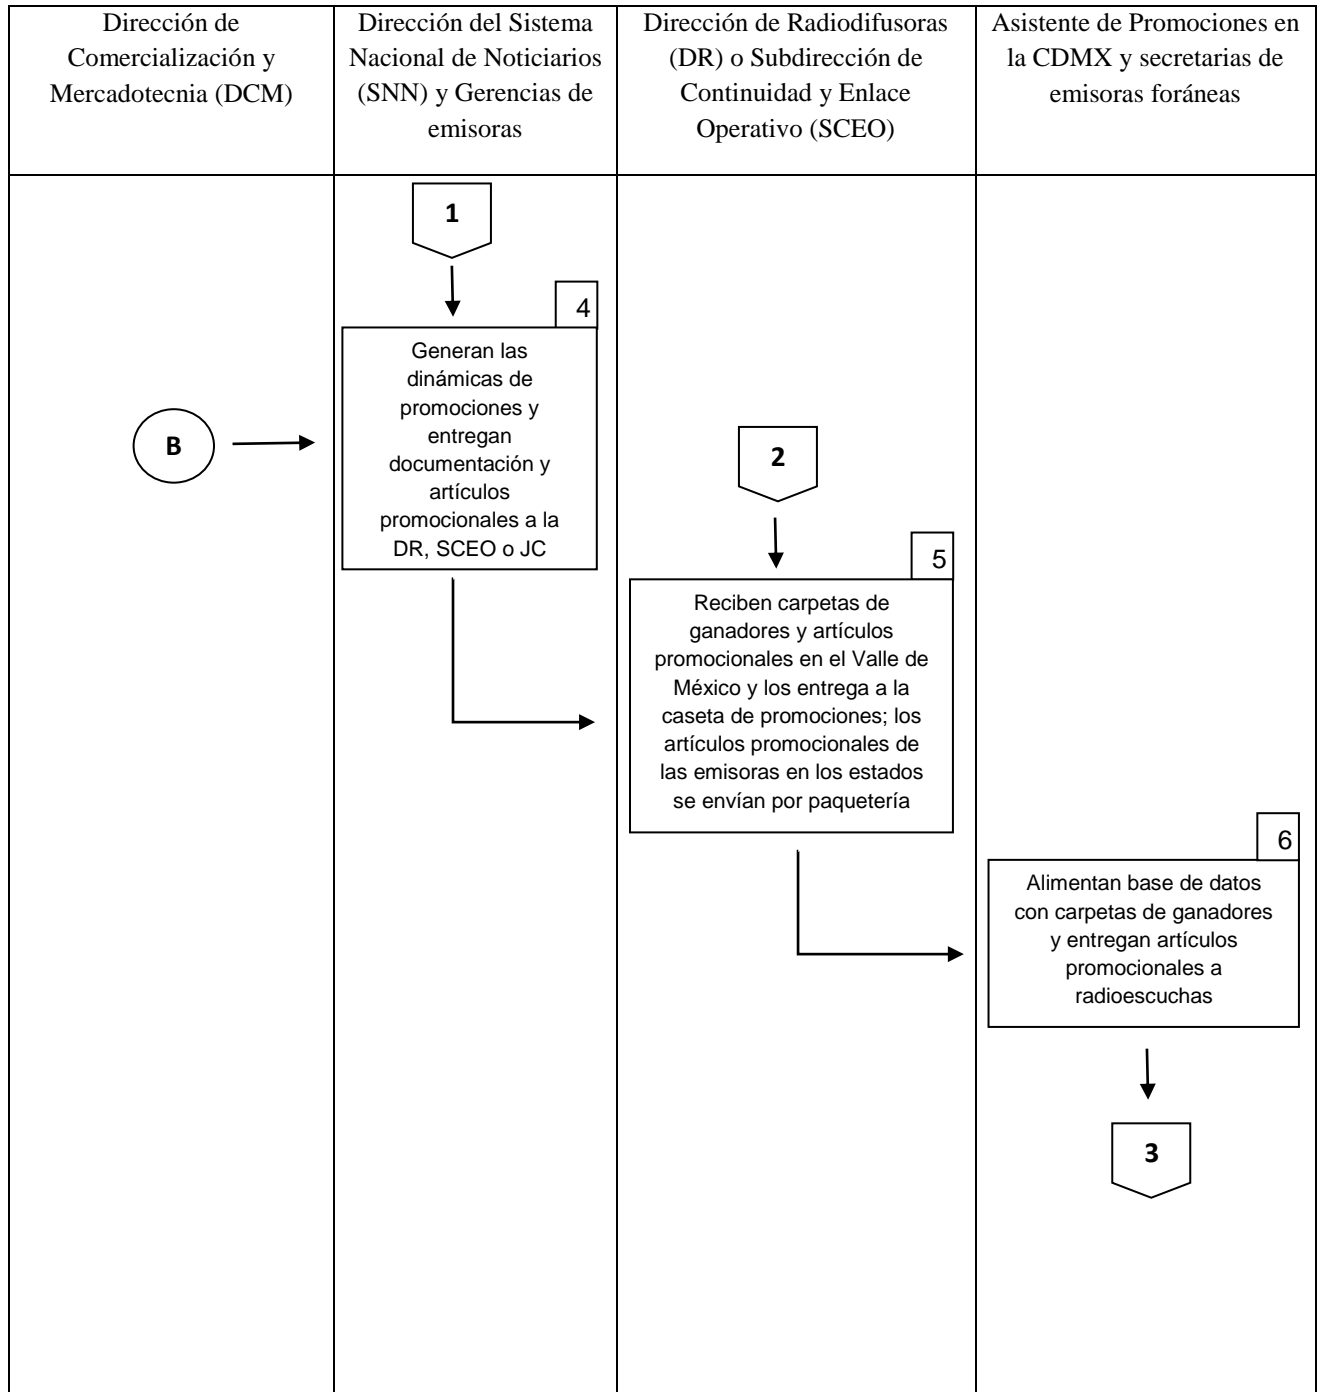 Dirección de
Comercialización y
Mercadotecnia (DCM)
Dirección del Sistema
Nacional de Noticiarios
(SNN) y Gerencias de
emisoras
Dirección de Radiodifusoras
(DR) o Subdirección de
Continuidad y Enlace
Operativo (SCEO)
Asistente de Promociones en
la CDMX y secretarias de
emisoras foráneas
1
4
Generan las
dinámicas de
promociones y
entregan
documentación y
artículos
promocionales a la
DR, SCEO o JC
B
2
5
Reciben carpetas de
ganadores y artículos
promocionales en el Valle de
México y los entrega a la
caseta de promociones; los
artículos promocionales de
las emisoras en los estados
se envían por paquetería
6
Alimentan base de datos
con carpetas de ganadores
y entregan artículos
promocionales a
radioescuchas
3